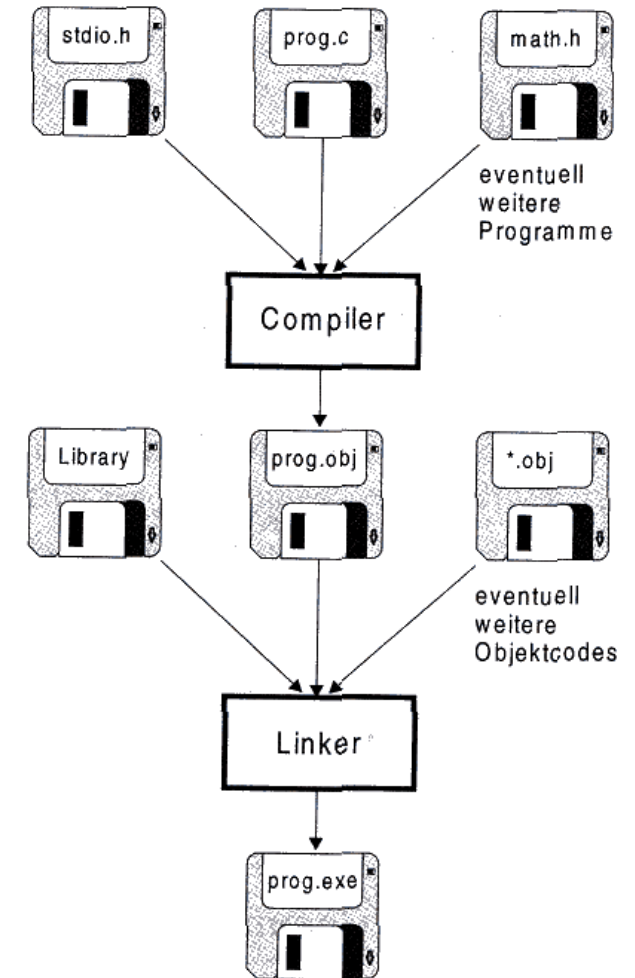 stdio.h
prog.c
math.h
eventuell
weitere
Programme
Compiler
Library
prog.obj
*.obj
eventuell
weitere
Objektcodes
Linker
prog.exe